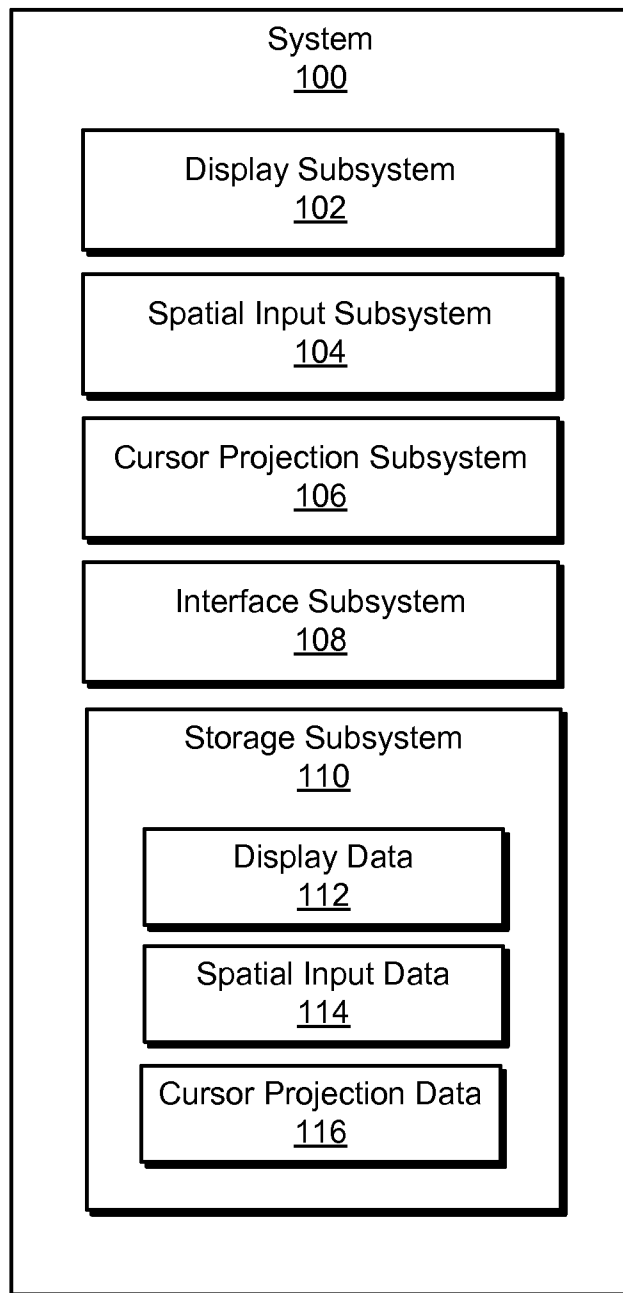 System
100
Display Subsystem
102
Spatial Input Subsystem
104
Cursor Projection Subsystem
106
Interface Subsystem
108
Storage Subsystem
110
Display Data
112
Spatial Input Data
114
Cursor Projection Data
116